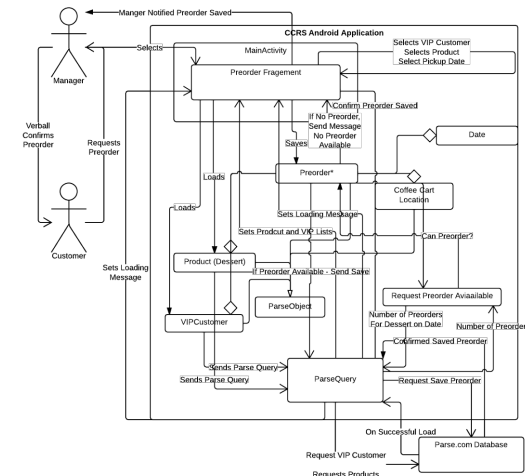 Manger Notified Preorder Saved
CCRS Android Application
Selects
MainActivity
Selects VIP Customer
Selects Product
Select Pickup Date
Preorder Fragement
Manager
Confirm Preorder Saved
If No Preorder,
Send Message
No Preorder
Available
Verball
Confirms
Preorder
Requests
Preorder
Date
Saves
Preorder*
Loads
Coffee Cart
Location
Loads
Sets Loading Message
Sets Prodcut and VIP Lists
Can Preorder?
Customer
Product (Dessert)
Sets Loading
Message
If Preorder Available - Send Save
Request Preorder Aviaailable
ParseObject
VIPCustomer
Number of Preorders
For Dessert on Date
Number of Preorder
Confirmed Saved Preorder
Sends Parse Query
Sends Parse Query
ParseQuery
Request Save Preorder
On Successful Load
Parse.com Database
Request VIP Customer
Requests Products